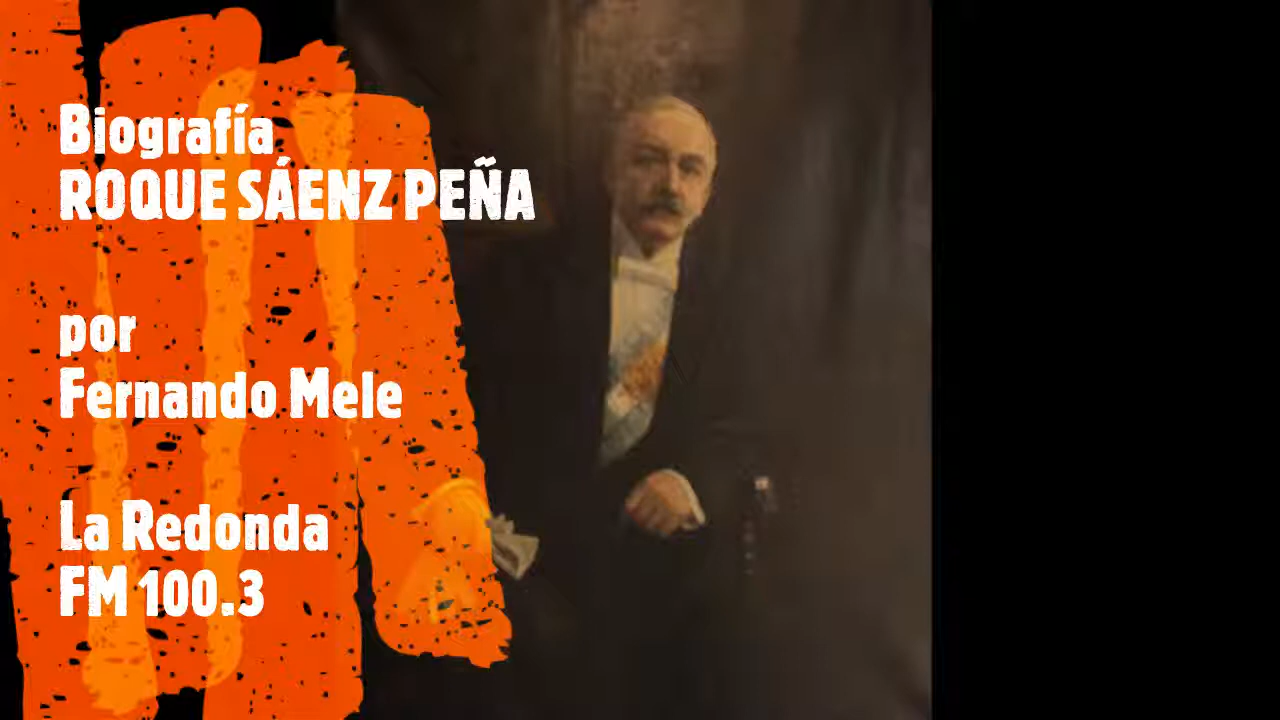 Biografía
ROQUE SÁENZ PEÑA
por
Fernando Mele
La Redonda
FM 100.3